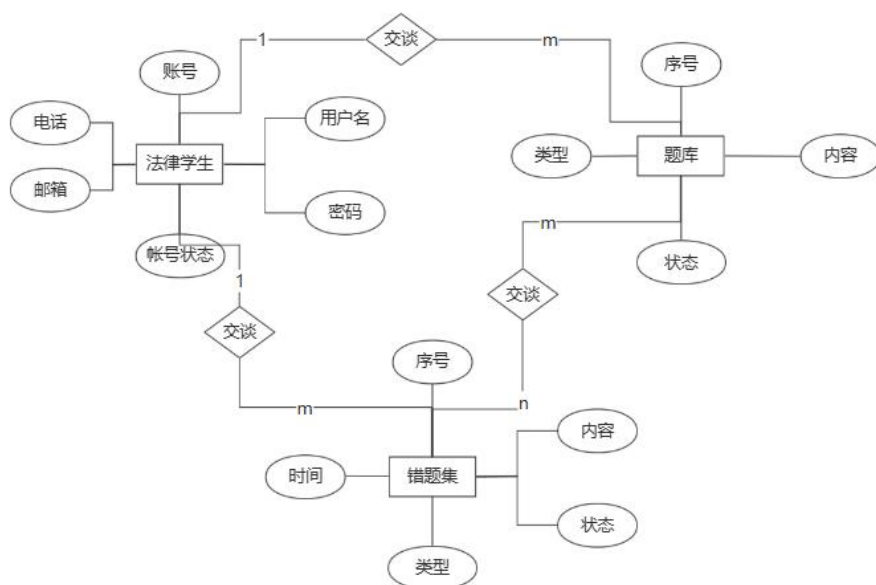 1
交谈
m
账号
序号
电话
用户名
法律学生
类型
题库
内容
邮箱
密码
m
帐号状态
状态
1
交谈
交谈
序号
m
n
内容
时间
错题集
状态
类型